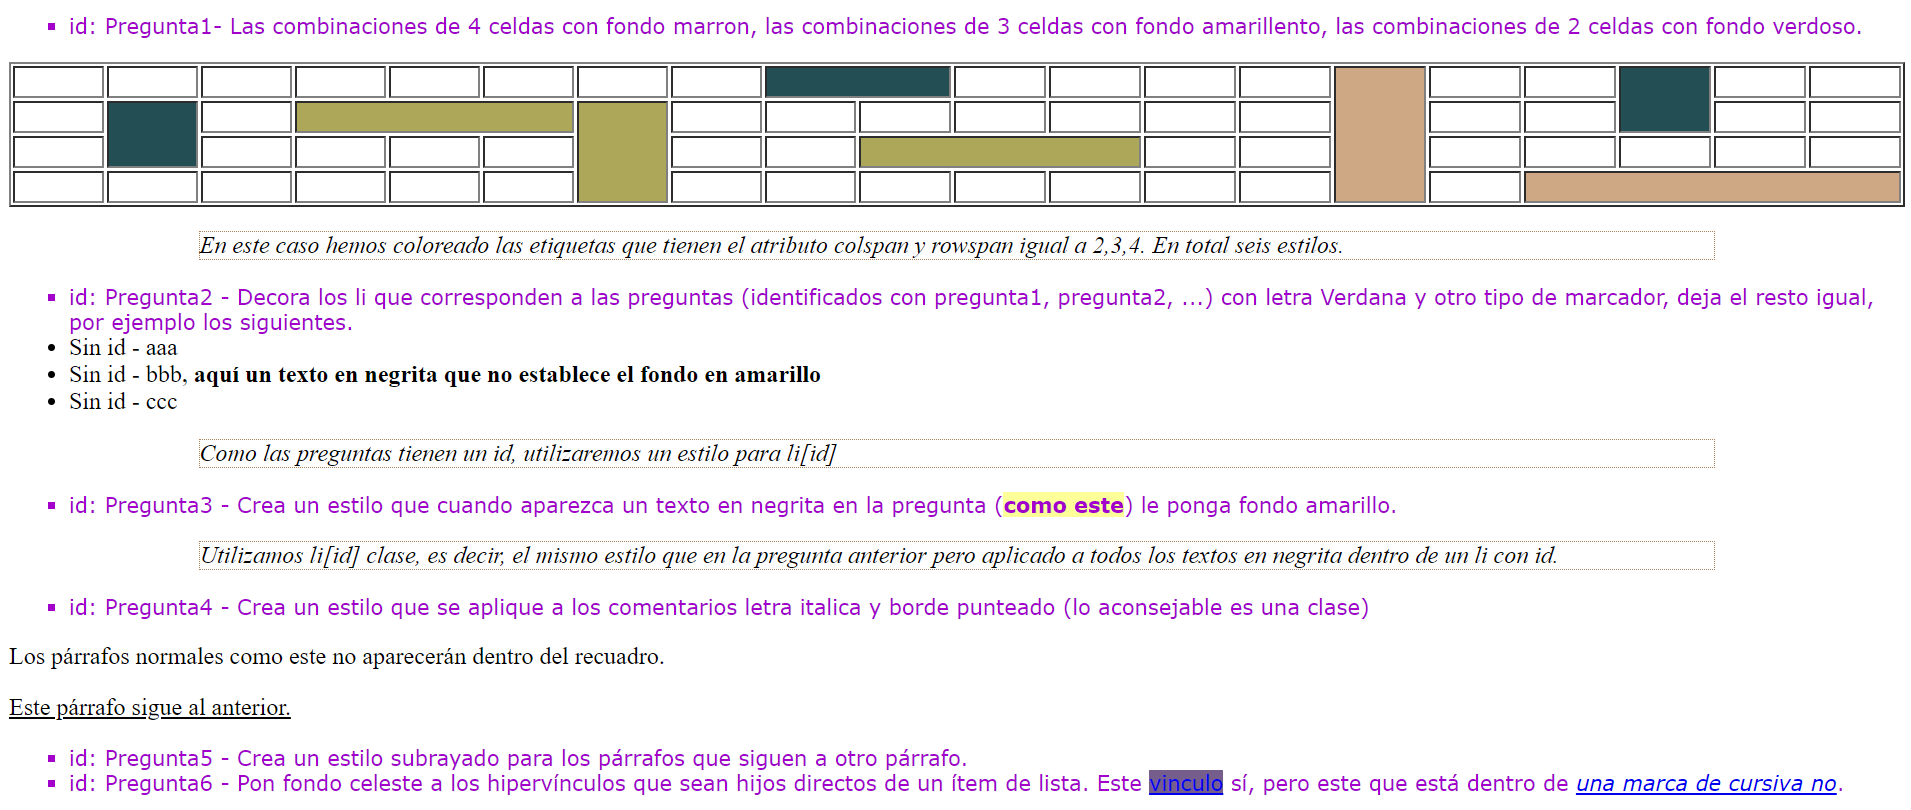 id: Pregunta1- Las combinaciones de 4 celdas con fondo marron, las combinaciones de 3 celdas con fondo amarillento, las combinaciones de 2 celdas con fondo verdoso.
En este caso hemos coloreado las etiquetas que tienen el atributo colspan y rowspan igual a 2,3,4. En total seis estilos.
id: Pregunta2 - Decora los li que corresponden a las preguntas (identificados con pregunta1, pregunta2, ...) con letra Verdana y otro tipo de marcador, deja el resto igual,
por ejemplo los siguientes.
Sin id - aaa
Sin id - bbb, aquí un texto en negrita que no establece el fondo en amarillo
Sin id - ccc
Como las preguntas tienen un id, utilizaremos un estilo para li[id]
id: Pregunta3 - Crea un estilo que cuando aparezca un texto en negrita en la pregunta (como este) le ponga fondo amarillo.
Utilizamos li[id] clase, es decir, el mismo estilo que en la pregunta anterior pero aplicado a todos los textos en negrita dentro de un li con id.
id: Pregunta4 - Crea un estilo que se aplique a los comentarios letra italica y borde punteado (lo aconsejable es una clase)
Los párrafos normales como este no aparecerán dentro del recuadro.
Este párrafo sigue al anterior.
id: Pregunta5 - Crea un estilo subrayado para los párrafos que siguen a otro párrafo.
id: Pregunta6 - Pon fondo celeste a los hipervínculos que sean hijos directos de un ítem de lista. Este vinculo sí, pero este que está dentro de una marca de cursiva no.